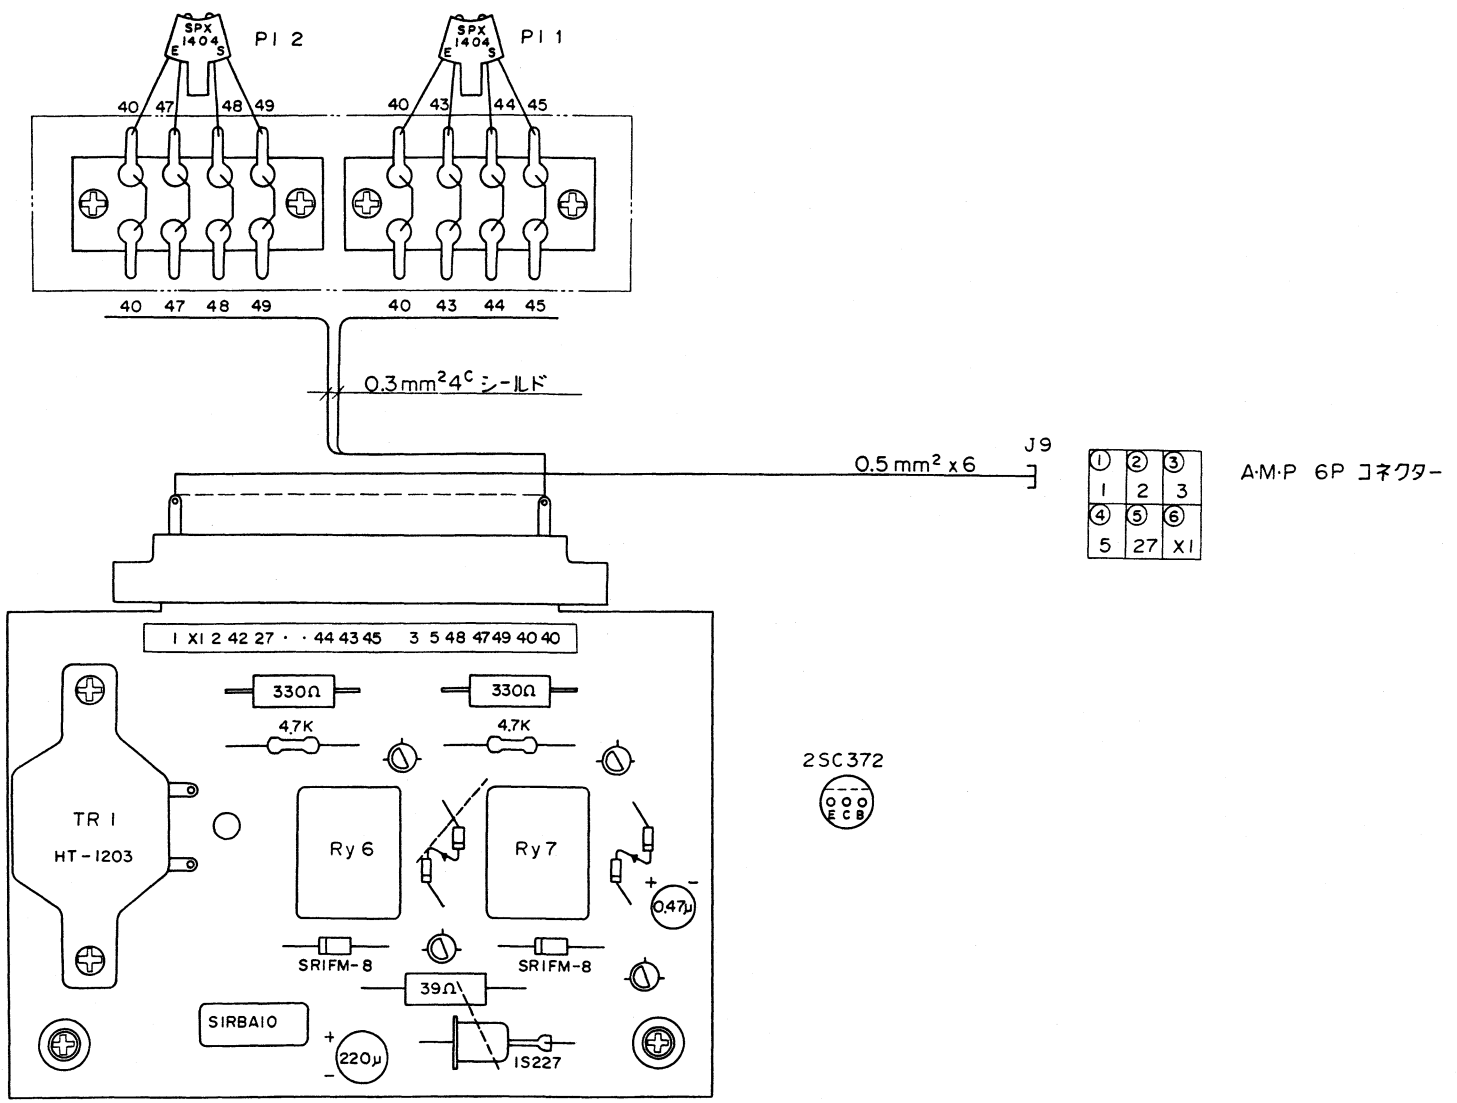 SPX
1404
E S
PI 2
SPX
1404
E S
PI 1
40 47 48 49
40 43 44 45
40 47 48 49
40 43 44 45
0.3mm²4ᶜ シールド
0.5mm² x 6
J9
① ② ③
1 2 3
④ ⑤ ⑥
5 27 X1
A・M・P 6P コネクター
1 X1 2 42 27 · · 44 43 45 3 5 48 47 49 40 40
330Ω
330Ω
4.7K
4.7K
2SC372
E C B
TR 1
HT-1203
Ry 6
Ry 7
+ -
0.47μ
SR1FM-8
SR1FM-8
39Ω
S1RBA10
+
220μ
-
1S227